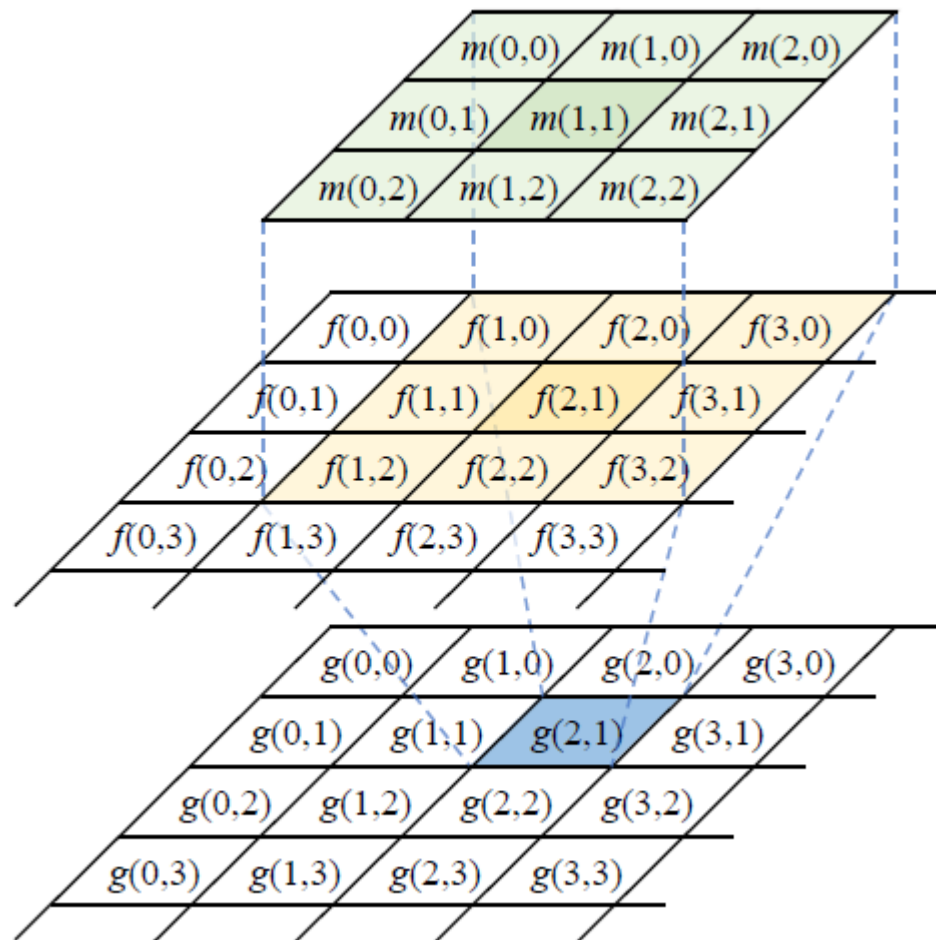 m(0,0) m(1,0) m(2,0)
m(0,1) m(1,1) m(2,1)
m(0,2) m(1,2) m(2,2)
f(0,0) f(1,0) f(2,0) f(3,0)
f(0,1) f(1,1) f(2,1) f(3,1)
f(0,2) f(1,2) f(2,2) f(3,2)
f(0,3) f(1,3) f(2,3) f(3,3)
g(0,0) g(1,0) g(2,0) g(3,0)
g(0,1) g(1,1) g(2,1) g(3,1)
g(0,2) g(1,2) g(2,2) g(3,2)
g(0,3) g(1,3) g(2,3) g(3,3)